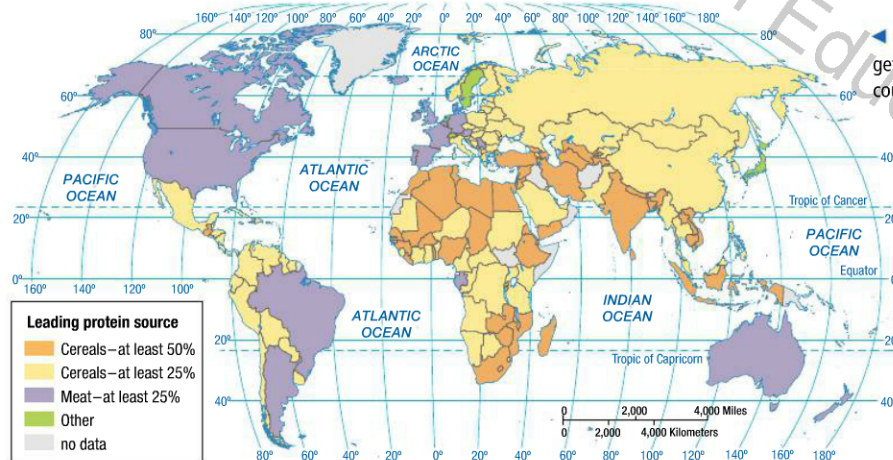 160° 140° 120° 100° 80° 60° 40° 20° 0° 20° 40° 60° 80° 100° 120° 140° 160° 180°
80°
80°
ARCTIC
OCEAN
60°
60°
40°
40°
PACIFIC
OCEAN
ATLANTIC
OCEAN
Tropic of Cancer
20°
20°
PACIFIC
OCEAN
Equator
0°
0°
160° 140° 120° 100°
ATLANTIC
OCEAN
INDIAN
OCEAN
20°
20
Tropic of Capricorn
40°
40
0 2,000 4,000 Miles
0 2,000 4,000 Kilometers
80° 60° 40° 20° 0° 20° 40° 60° 80° 100° 120° 140° 160° 180°
Leading protein source
Cereals–at least 50%
Cereals–at least 25%
Meat–at least 25%
Other
no data
Edu
◀
ge
cou